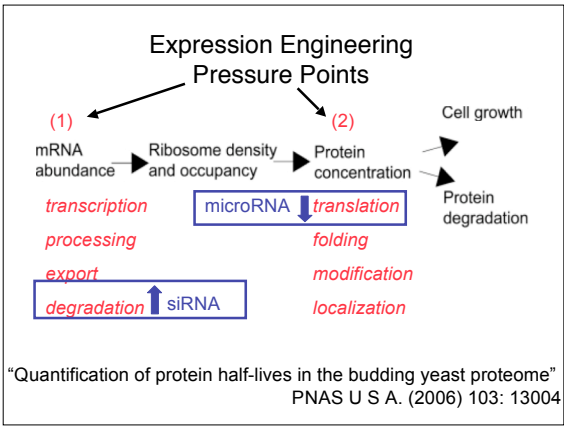 Expression Engineering
Pressure Points
(1)
(2)
mRNA
abundance
Ribosome density
and occupancy
Protein
concentration
Cell growth
Protein
degradation
transcription
processing
export
degradation
siRNA
microRNA
translation
folding
modification
localization
“Quantification of protein half-lives in the budding yeast proteome”
PNAS U S A. (2006) 103: 13004